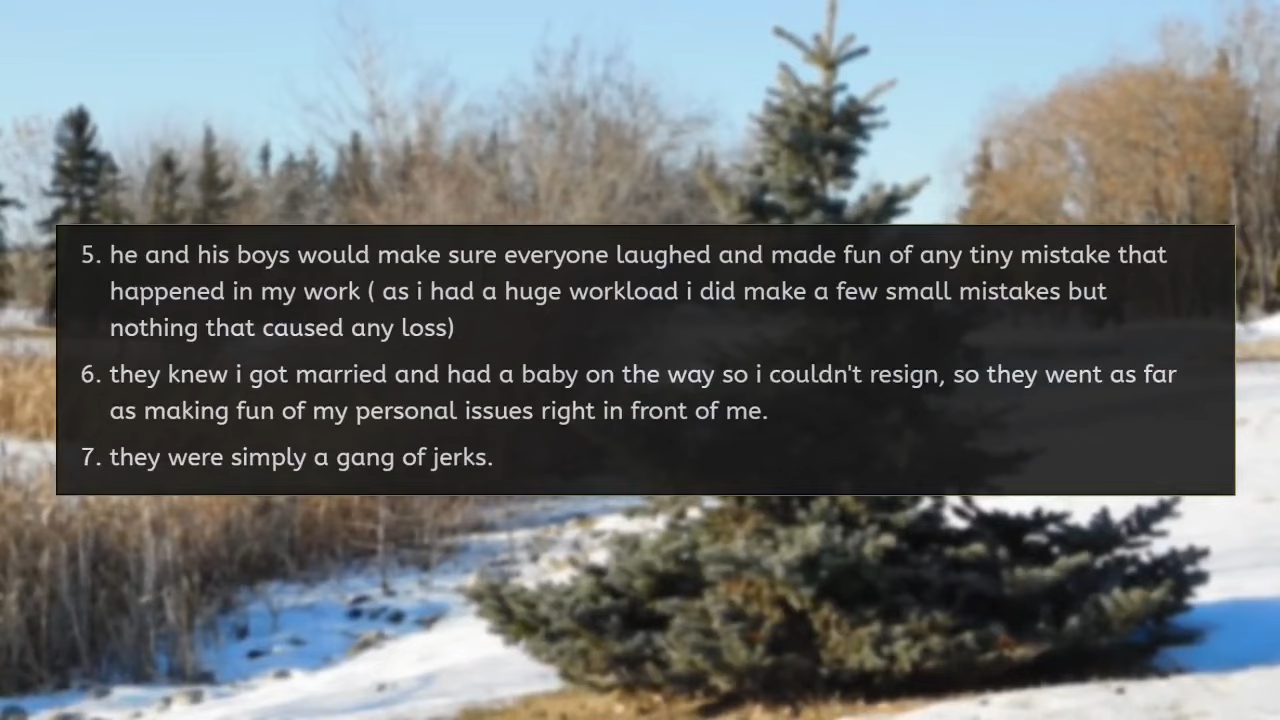 5. he and his boys would make sure everyone laughed and made fun of any tiny mistake that
happened in my work ( as i had a huge workload i did make a few small mistakes but
nothing that caused any loss)
6. they knew i got married and had a baby on the way so i couldn't resign, so they went as far
as making fun of my personal issues right in front of me.
7. they were simply a gang of jerks.